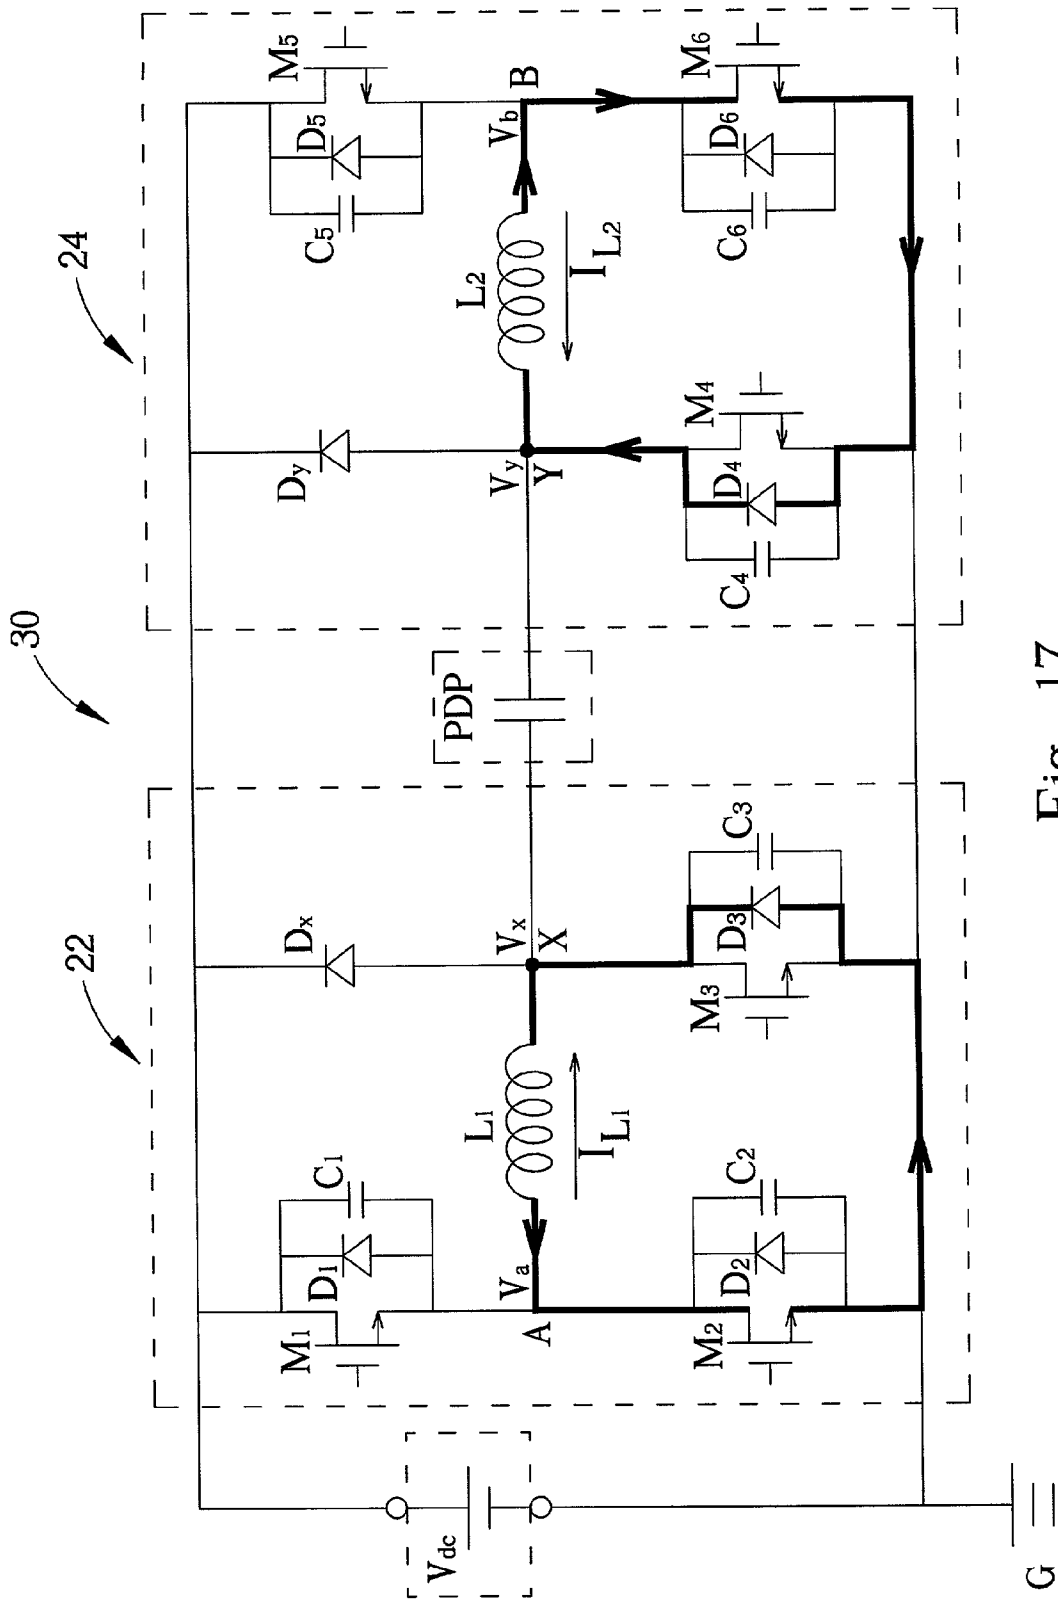 30
22
24
Vdc
G
M1
D1
C1
Dx
Dy
C5
D5
M5
Va
A
L1
IL1
Vx
X
PDP
Vy
Y
L2
IL2
Vb
B
M2
D2
C2
M3
D3
C3
C4
D4
M4
C6
D6
M6
Fig. 17